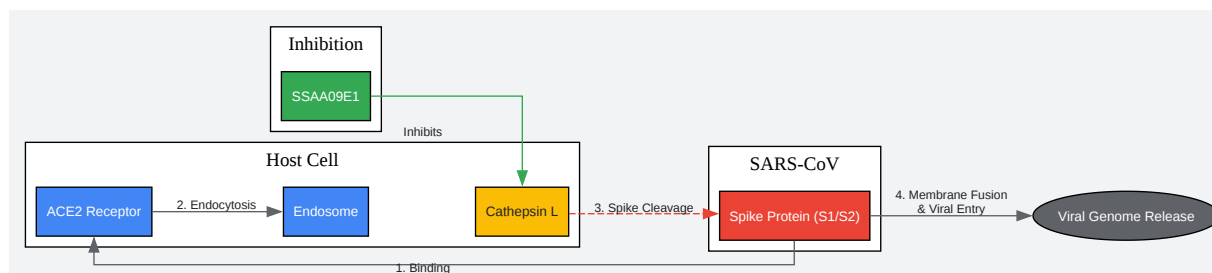 Inhibition
SSAA09E1
Inhibits
Host Cell
ACE2 Receptor
2. Endocytosis
Endosome
Cathepsin L
3. Spike Cleavage
SARS-CoV
Spike Protein (S1/S2)
4. Membrane Fusion
& Viral Entry
Viral Genome Release
1. Binding